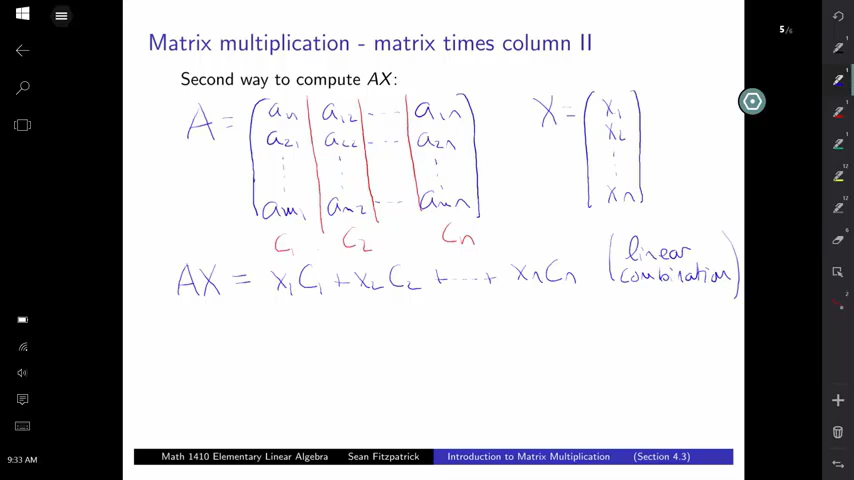 5/6
Matrix multiplication - matrix times column II
Second way to compute AX:
A = ( a11 a12 ---- a1n
a21 a22 --- a2n
am1 am2 --- amn )
X = ( x1
x2
xn )
C1 C2 Cn
AX = x1C1 + x2C2 + ---- + xnCn (linear combination)
Math 1410 Elementary Linear Algebra Sean Fitzpatrick Introduction to Matrix Multiplication (Section 4.3)
9:33 AM